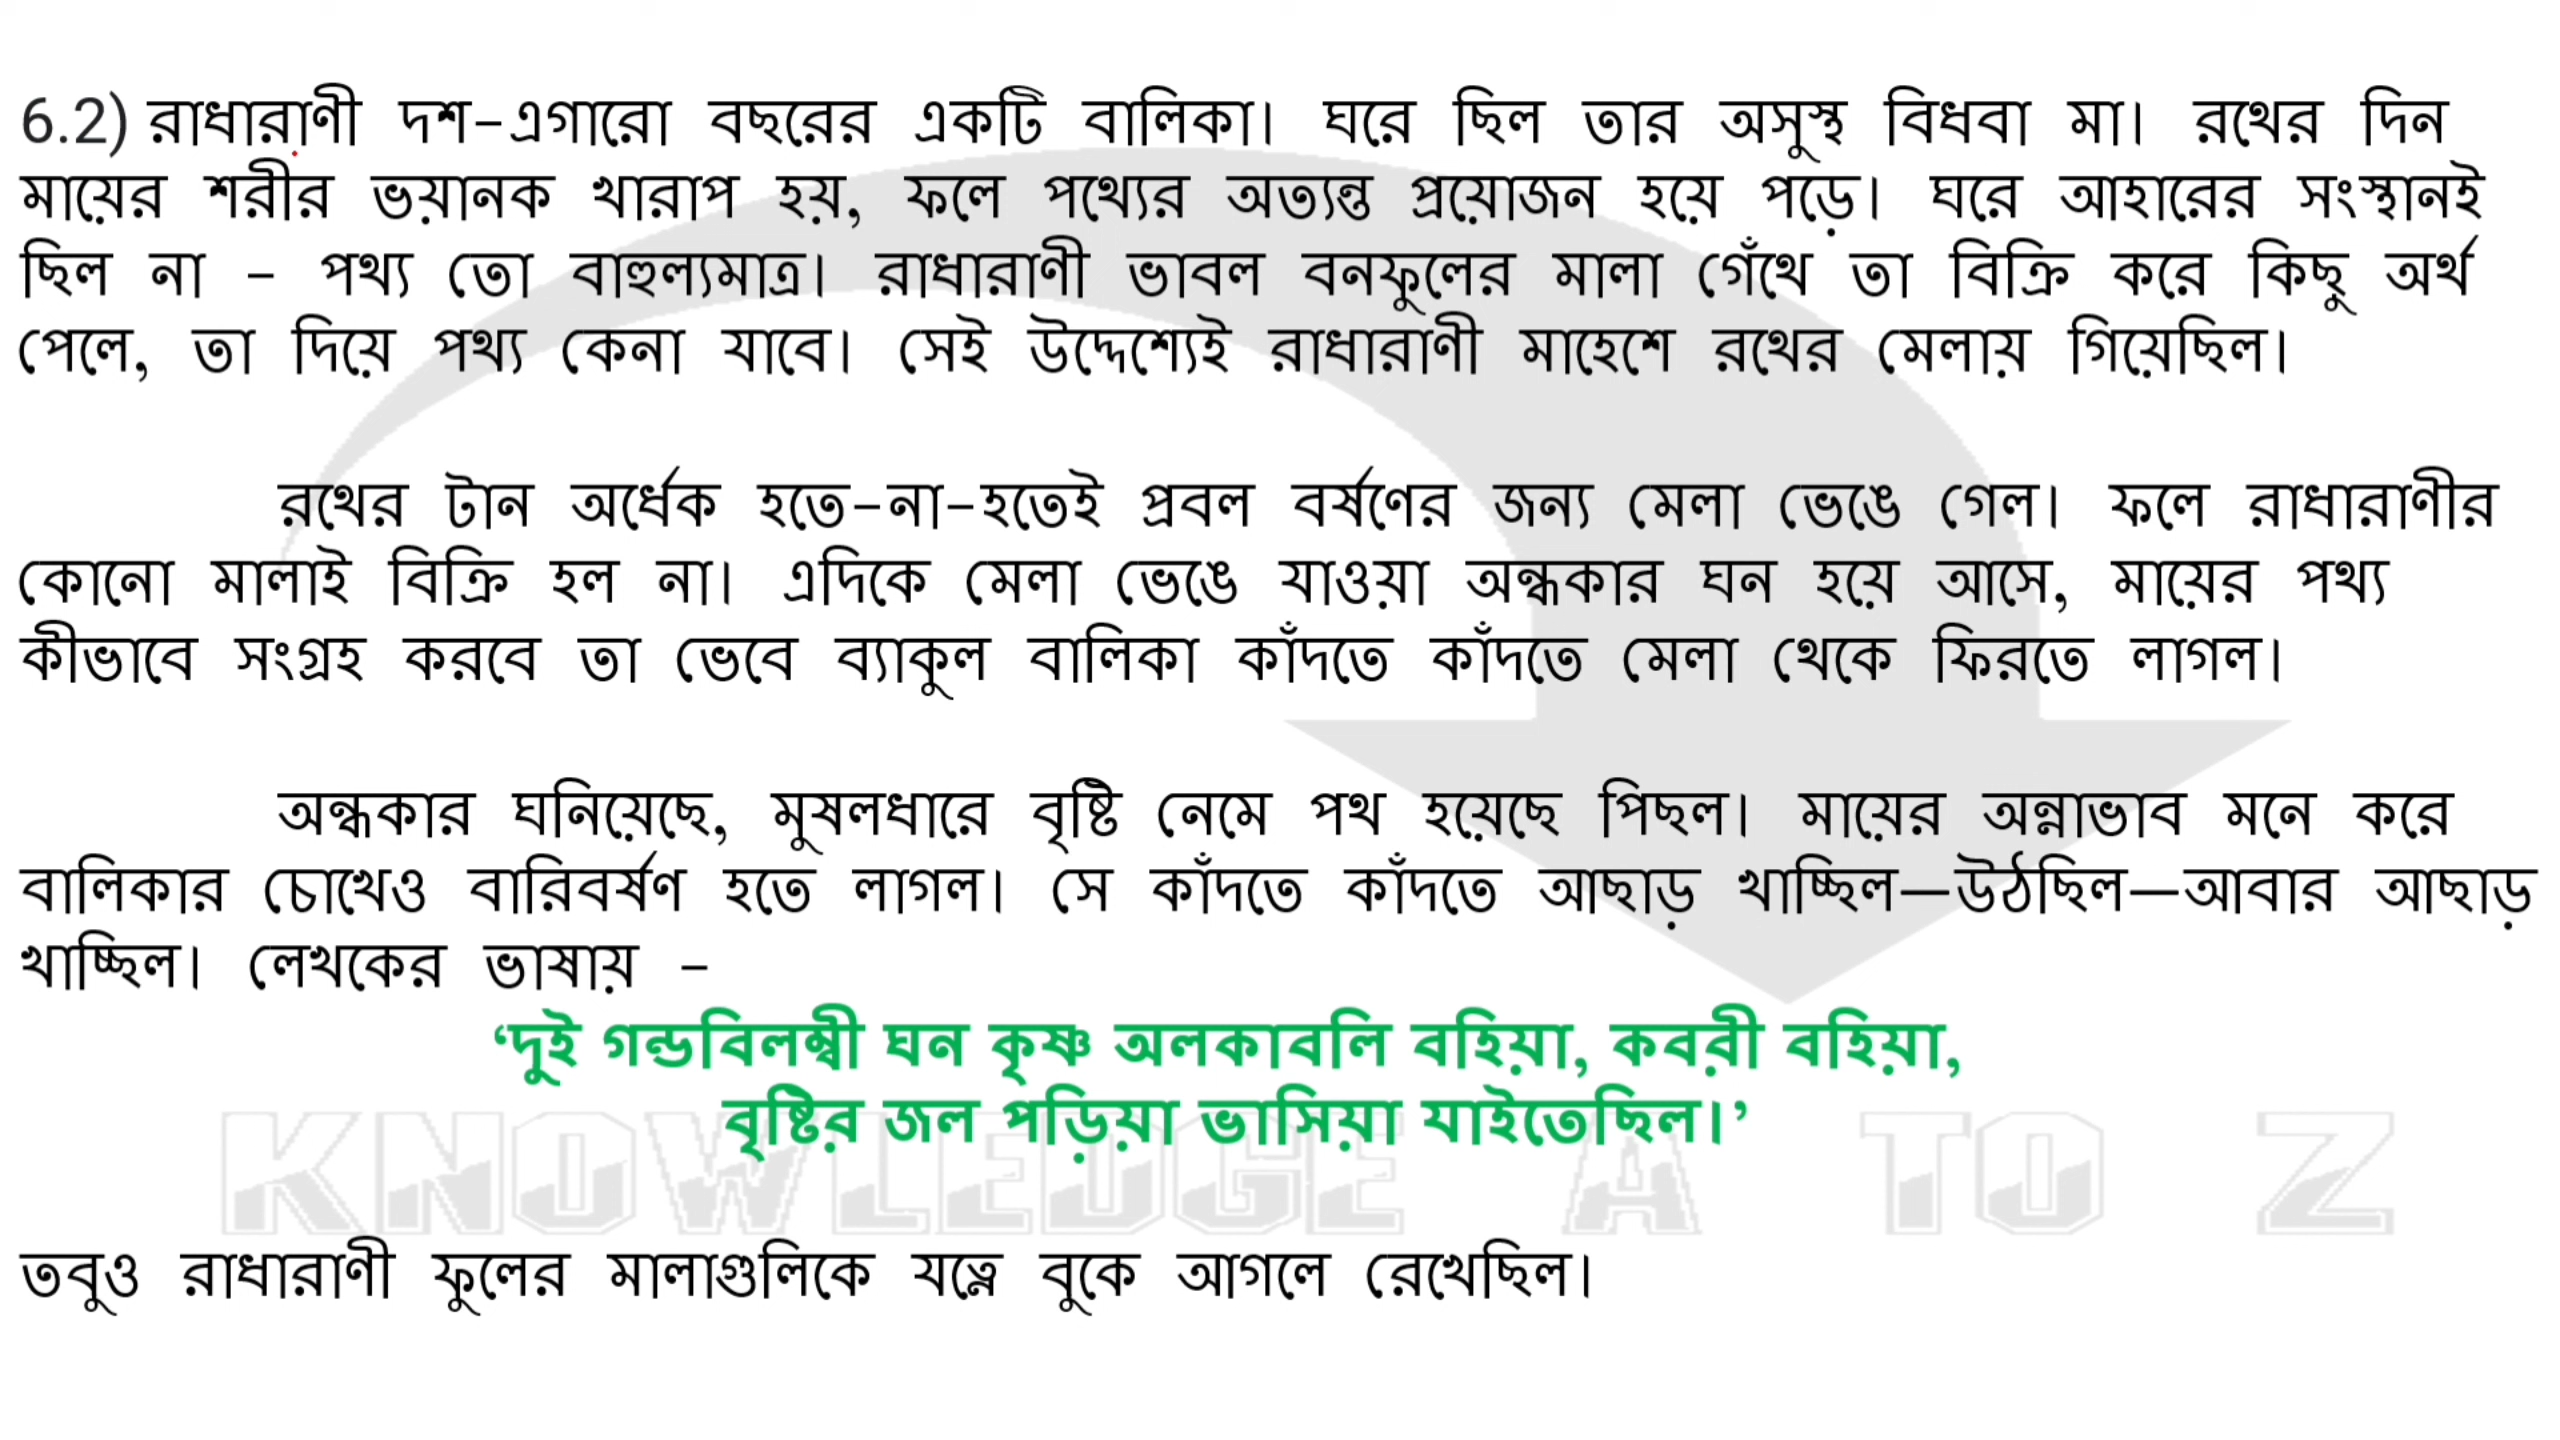 6.2) রাধারাণী দশ-এগারো বছরের একটি বালিকা। ঘরে ছিল তার অসুস্থ বিধবা মা। রথের দিন
মায়ের শরীর ভয়ানক খারাপ হয়, ফলে পথ্যের অত্যন্ত প্রয়োজন হয়ে পড়ে। ঘরে আহারের সংস্থানই
ছিল না - পথ্য তো বাহুল্যমাত্র। রাধারাণী ভাবল বনফুলের মালা গেঁথে তা বিক্রি করে কিছু অর্থ
পেলে, তা দিয়ে পথ্য কেনা যাবে। সেই উদ্দেশ্যেই রাধারাণী মাহেশে রথের মেলায় গিয়েছিল।
রথের টান অর্ধেক হতে-না-হতেই প্রবল বর্ষণের জন্য মেলা ভেঙে গেল। ফলে রাধারাণীর
কোনো মালাই বিক্রি হল না। এদিকে মেলা ভেঙে যাওয়া অন্ধকার ঘন হয়ে আসে, মায়ের পথ্য
কীভাবে সংগ্রহ করবে তা ভেবে ব্যাকুল বালিকা কাঁদতে কাঁদতে মেলা থেকে ফিরতে লাগল।
অন্ধকার ঘনিয়েছে, মুষলধারে বৃষ্টি নেমে পথ হয়েছে পিছল। মায়ের অন্নাভাব মনে করে
বালিকার চোখেও বারিবর্ষণ হতে লাগল। সে কাঁদতে কাঁদতে আছাড় খাচ্ছিল—উঠছিল—আবার আছাড়
খাচ্ছিল। লেখকের ভাষায় -
‘দুই গন্ডবিলম্বী ঘন কৃষ্ণ অলকাবলি বহিয়া, কবরী বহিয়া,
বৃষ্টির জল পড়িয়া ভাসিয়া যাইতেছিল।’
KNOWLEDGE A TO Z
তবুও রাধারাণী ফুলের মালাগুলিকে যত্নে বুকে আগলে রেখেছিল।